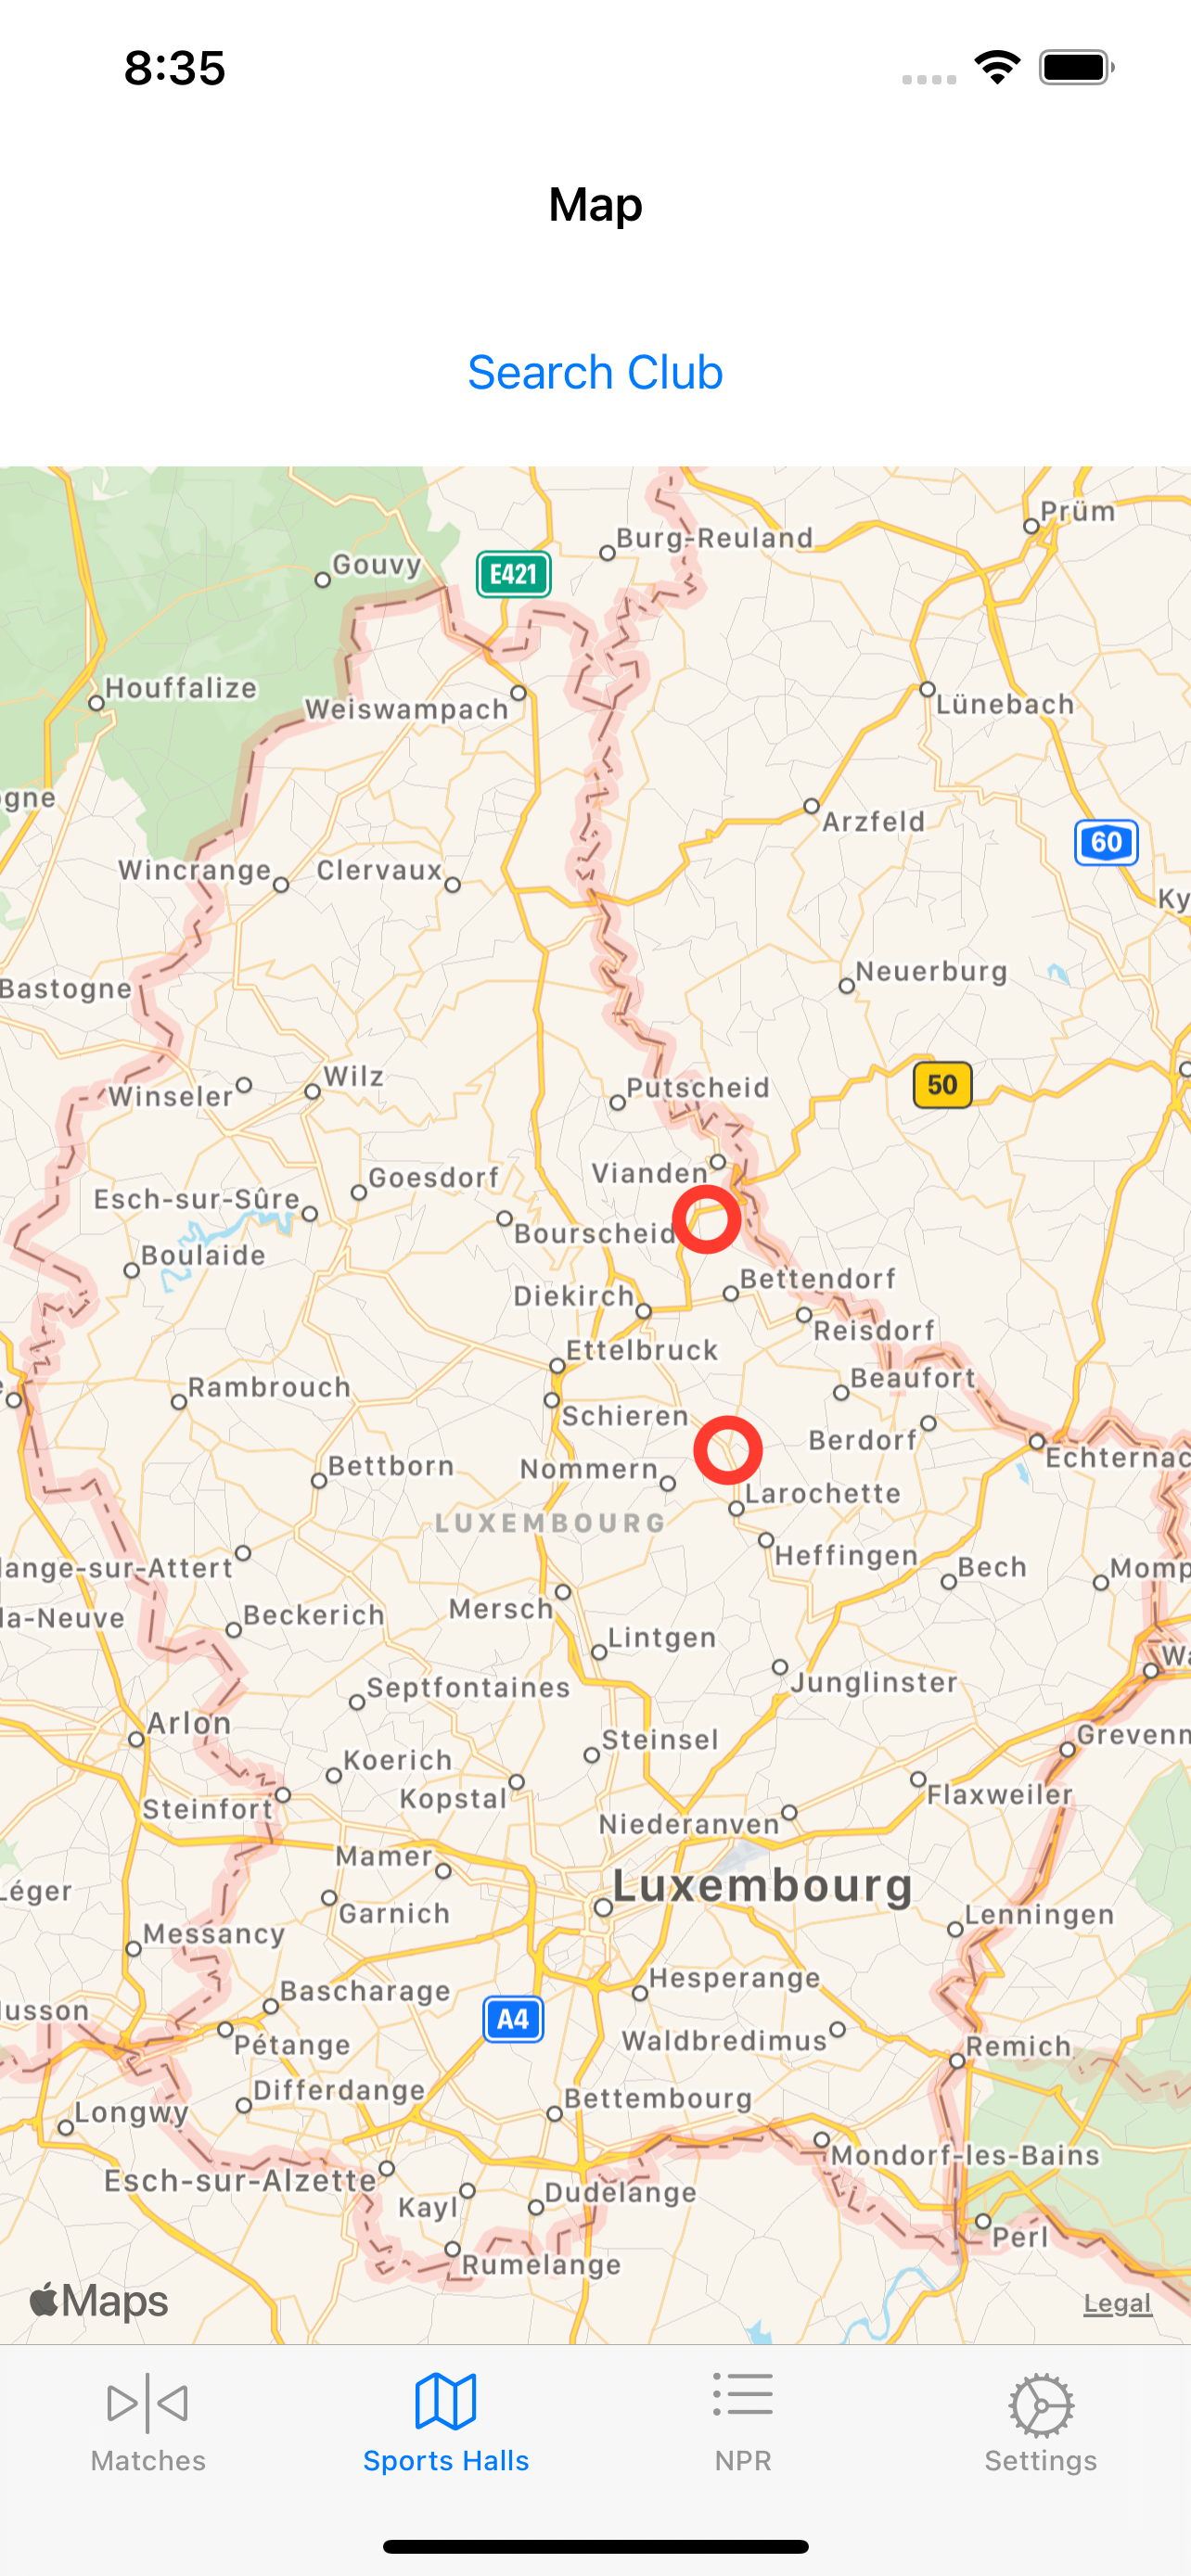 8:35
Map
Search Club
Prüm
Burg-Reuland
Gouvy
E421
Houffalize
Weiswampach
Lünebach
ogne
Arzfeld
60
Wincrange
Clervaux
Ky
Bastogne
Neuerburg
Wilz
Winseler
Putscheid
50
Vianden
Goesdorf
Esch-sur-Sûre
Bourscheid
Boulaide
Bettendorf
Diekirch
Reisdorf
Ettelbruck
Rambrouch
Beaufort
Schieren
Berdorf
Echternac
Bettborn
Nommern
Larochette
LUXEMBOURG
Heffingen
lange-sur-Attert
Bech
Momp
la-Neuve
Beckerich
Mersch
Lintgen
Wa
Septfontaines
Junglinster
Arlon
Steinsel
Grevenn
Koerich
Kopstal
Flaxweiler
Steinfort
Niederanven
Mamer
Luxembourg
Léger
Garnich
Lenningen
Messancy
Hesperange
Bascharage
usson
A4
Pétange
Waldbredimus
Remich
Differdange
Bettembourg
Longwy
Mondorf-les-Bains
Esch-sur-Alzette
Kayl
Dudelange
Perl
Rumelange
Maps
Legal
Matches
Sports Halls
NPR
Settings